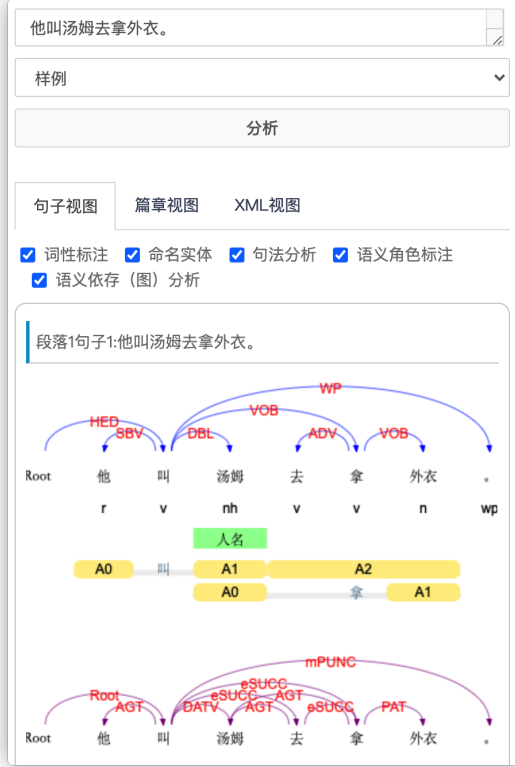 他叫汤姆去拿外衣。
样例
分析
句子视图 篇章视图 XML视图
词性标注 命名实体 句法分析 语义角色标注
语义依存（图）分析
段落1句子1:他叫汤姆去拿外衣。
WP
VOB
HED
SBV DBL ADV VOB
Root 他 叫 汤姆 去 拿 外衣 。
r v nh v v n wp
人名
A0 叫 A1 A2
A0 拿 A1
mPUNC
eSUCC
Root eSUCC AGT
AGT DATV AGT eSUCC PAT
Root 他 叫 汤姆 去 拿 外衣 。